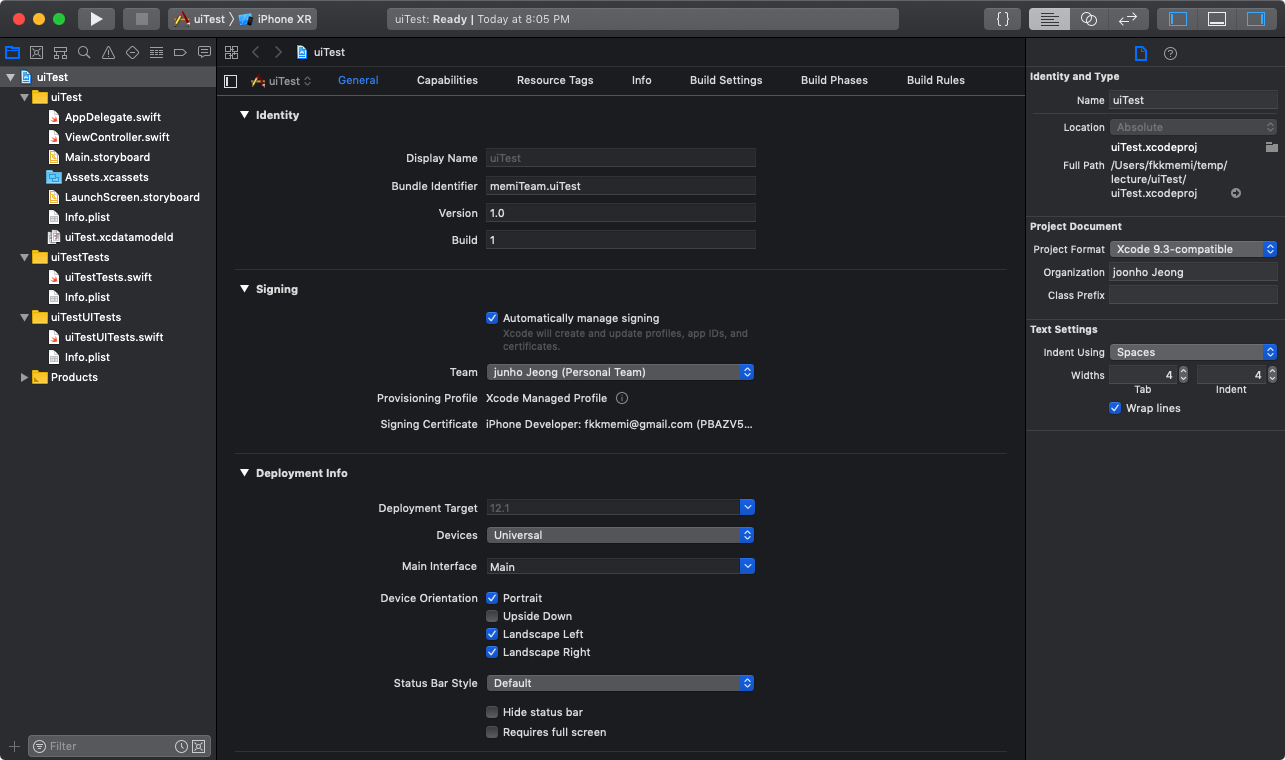 uiTest
iPhone XR
uiTest: Ready | Today at 8:05 PM
{ }
uiTest
uiTest
AppDelegate.swift
ViewController.swift
Main.storyboard
Assets.xcassets
LaunchScreen.storyboard
Info.plist
uiTest.xcdatamodeld
uiTestTests
uiTestTests.swift
Info.plist
uiTestUITests
uiTestUITests.swift
Info.plist
Products
Filter
uiTest
uiTest
General
Capabilities
Resource Tags
Info
Build Settings
Build Phases
Build Rules
Identity
Display Name uiTest
Bundle Identifier memiTeam.uiTest
Version 1.0
Build 1
Signing
Automatically manage signing
Xcode will create and update profiles, app IDs, and
certificates.
Team junho Jeong (Personal Team)
Provisioning Profile Xcode Managed Profile
Signing Certificate iPhone Developer: fkkmemi@gmail.com (PBAZV5...
Deployment Info
Deployment Target 12.1
Devices Universal
Main Interface Main
Device Orientation Portrait
Upside Down
Landscape Left
Landscape Right
Status Bar Style Default
Hide status bar
Requires full screen
Identity and Type
Name uiTest
Location Absolute
uiTest.xcodeproj
Full Path /Users/fkkmemi/temp/
lecture/uiTest/
uiTest.xcodeproj
Project Document
Project Format Xcode 9.3-compatible
Organization joonho Jeong
Class Prefix
Text Settings
Indent Using Spaces
Widths 4 4
Tab Indent
Wrap lines